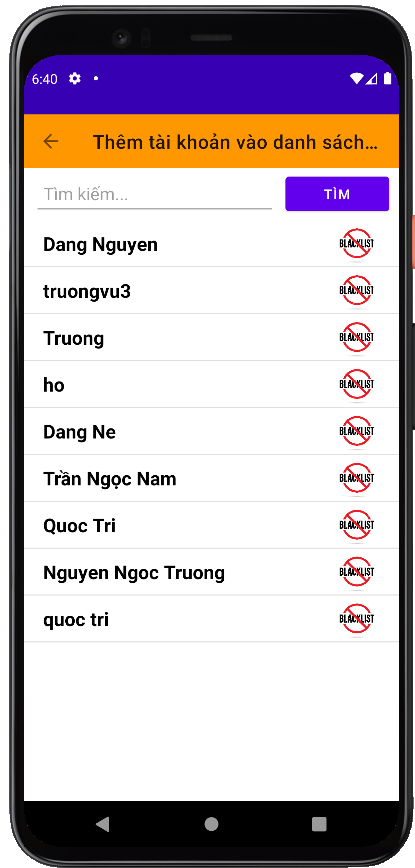 6:40
Thêm tài khoản vào danh sách...
Tìm kiếm...
TÌM
Dang Nguyen
BLACKLIST
truongvu3
BLACKLIST
Truong
BLACKLIST
ho
BLACKLIST
Dang Ne
BLACKLIST
Trần Ngọc Nam
BLACKLIST
Quoc Tri
BLACKLIST
Nguyen Ngoc Truong
BLACKLIST
quoc tri
BLACKLIST